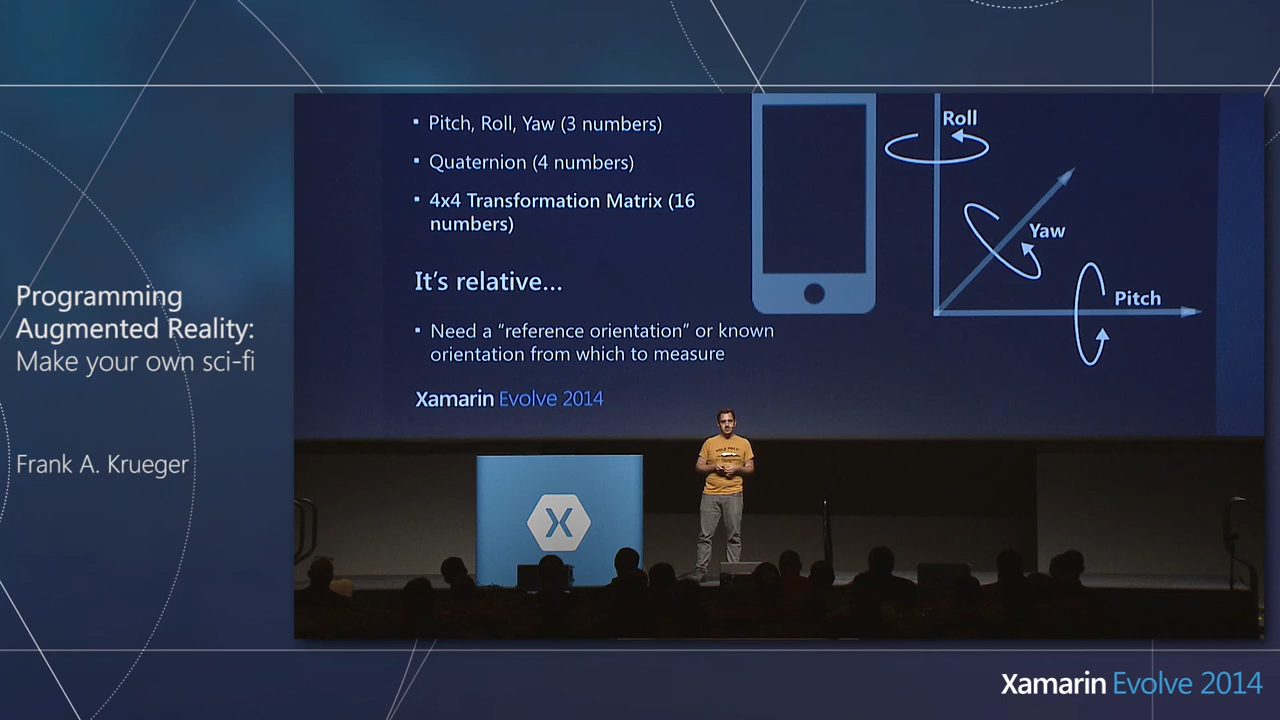 Programming
Augmented Reality:
Make your own sci-fi
Frank A. Krueger
▪ Pitch, Roll, Yaw (3 numbers)
▪ Quaternion (4 numbers)
▪ 4x4 Transformation Matrix (16
numbers)
It's relative...
▪ Need a “reference orientation” or known
orientation from which to measure
Xamarin Evolve 2014
Roll
Yaw
Pitch
X
Xamarin Evolve 2014